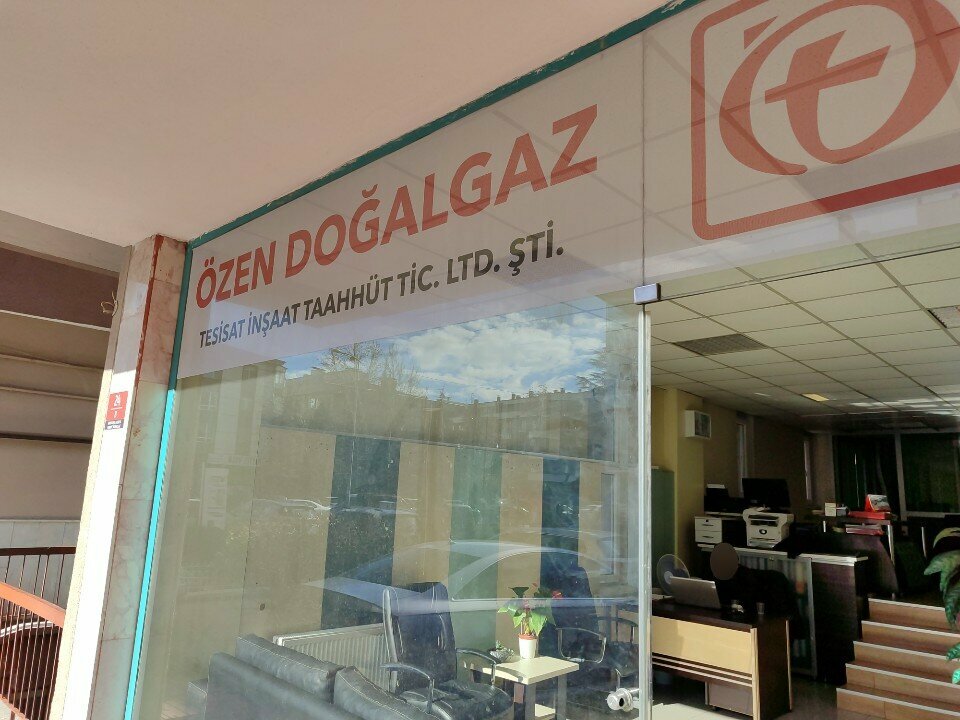 ÖZEN DOĞALGAZ
TESİSAT İNŞAAT TAAHHÜT TİC. LTD. ŞTİ.